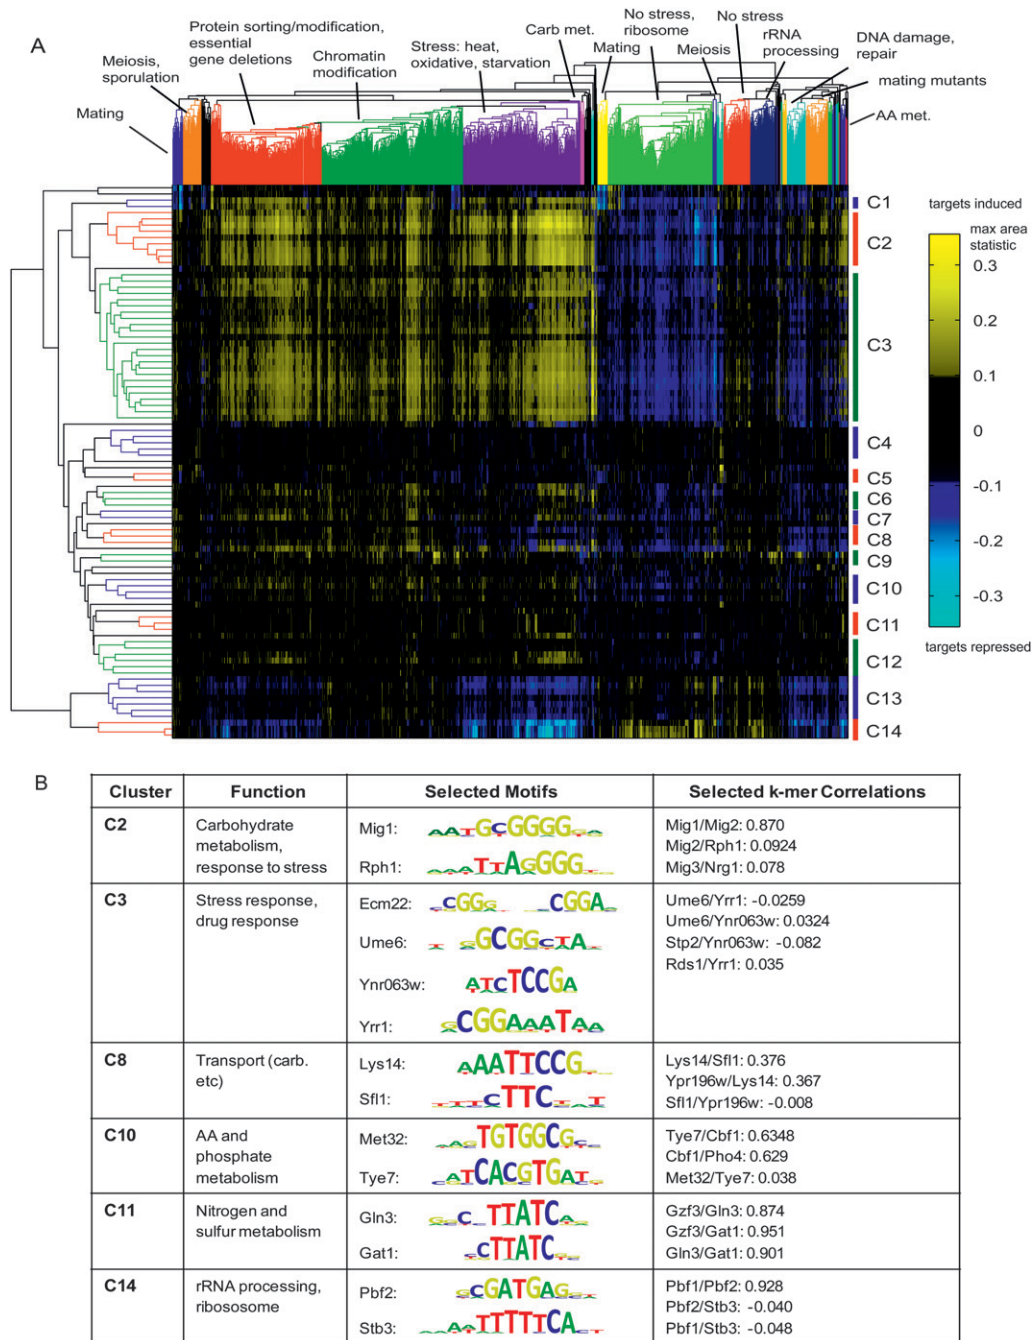 A
Mating
Meiosis,
sporulation
Protein sorting/modification,
essential
gene deletions
Chromatin
modification
Stress: heat,
oxidative, starvation
Carb met.
Mating
No stress,
ribosome
Meiosis
No stress
rRNA
processing
DNA damage,
repair
mating mutants
AA met.
C1
C2
C3
C4
C5
C6
C7
C8
C9
C10
C11
C12
C13
C14
targets induced
max area
statistic
0.3
0.2
0.1
0
-0.1
-0.2
-0.3
targets repressed
B
Cluster Function Selected Motifs Selected k-mer Correlations
C2
Carbohydrate
metabolism,
response to stress
Mig1:
Rph1:
Mig1/Mig2: 0.870
Mig2/Rph1: 0.0924
Mig3/Nrg1: 0.078
C3
Stress response,
drug response
Ecm22:
Ume6:
Ynr063w:
Yrr1:
Ume6/Yrr1: -0.0259
Ume6/Ynr063w: 0.0324
Stp2/Ynr063w: -0.082
Rds1/Yrr1: 0.035
C8
Transport (carb.
etc)
Lys14:
Sfl1:
Lys14/Sfl1: 0.376
Ypr196w/Lys14: 0.367
Sfl1/Ypr196w: -0.008
C10
AA and
phosphate
metabolism
Met32:
Tye7:
Tye7/Cbf1: 0.6348
Cbf1/Pho4: 0.629
Met32/Tye7: 0.038
C11
Nitrogen and
sulfur metabolism
Gln3:
Gat1:
Gzf3/Gln3: 0.874
Gzf3/Gat1: 0.951
Gln3/Gat1: 0.901
C14
rRNA processing,
ribososome
Pbf2:
Stb3:
Pbf1/Pbf2: 0.928
Pbf2/Stb3: -0.040
Pbf1/Stb3: -0.048